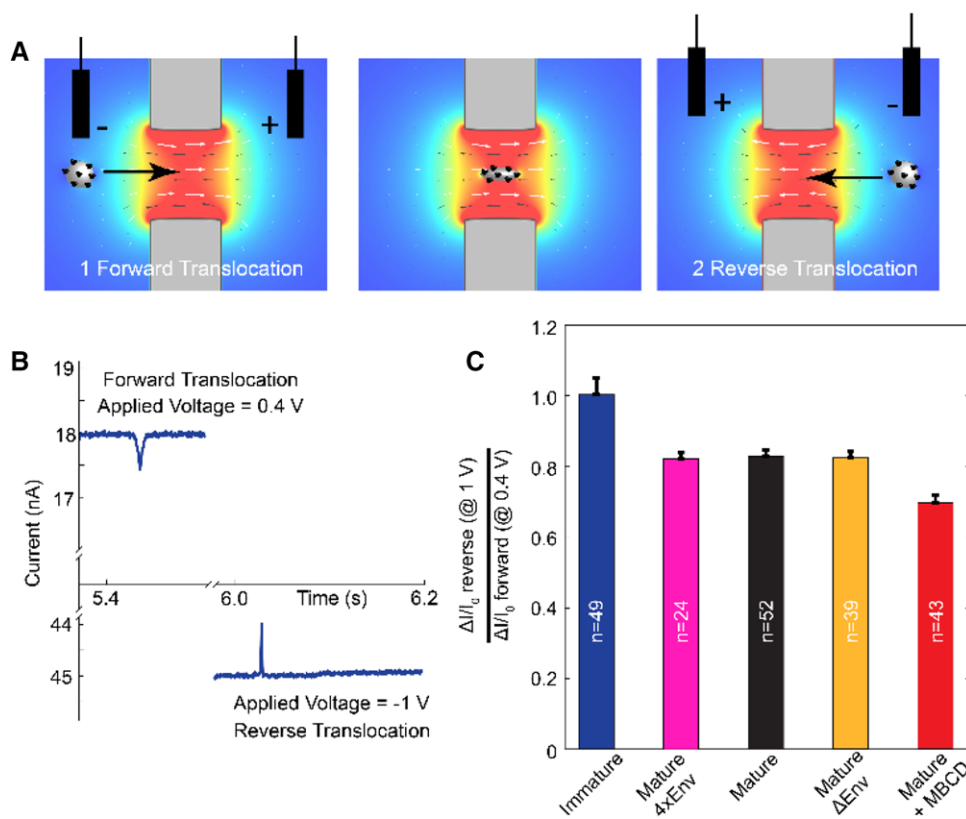 A
-
+
1 Forward Translocation
+
-
2 Reverse Translocation
B
19
Forward Translocation
Applied Voltage = 0.4 V
18
17
Current (nA)
5.4
6.0
Time (s)
6.2
44
45
Applied Voltage = -1 V
Reverse Translocation
C
1.2
1.0
0.8
0.6
0.4
0.2
0
ΔI/I₀ reverse (@ 1 V)
ΔI/I₀ forward (@ 0.4 V)
n=49
n=24
n=52
n=39
n=43
Immature
Mature
4xEnv
Mature
Mature
ΔEnv
Mature
+ MBCD